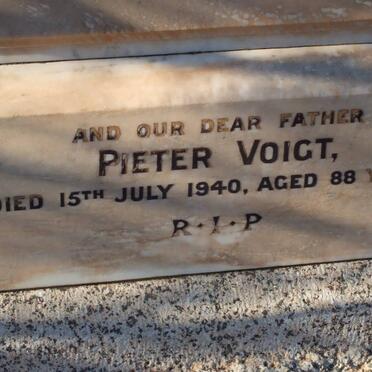 AND OUR DEAR FATHER
PIETER VOIGT,
DIED 15TH JULY 1940, AGED 88
R·I·P